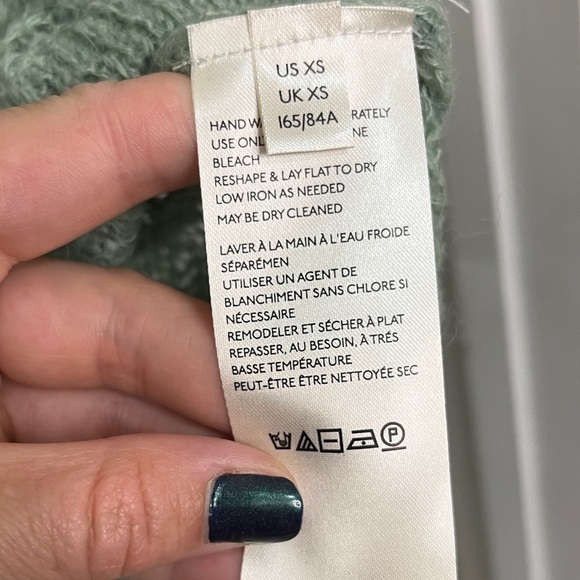 US XS
UK XS
165/84A
HAND W RATELY
USE ONL NE
BLEACH
RESHAPE & LAY FLAT TO DRY
LOW IRON AS NEEDED
MAY BE DRY CLEANED
LAVER À LA MAIN À L'EAU FROIDE
SÉPARÉMEN
UTILISER UN AGENT DE
BLANCHIMENT SANS CHLORE SI
NÉCESSAIRE
REMODELER ET SÉCHER À PLAT
REPASSER, AU BESOIN, À TRÉS
BASSE TEMPÉRATURE
PEUT-ÊTRE ÊTRE NETTOYÉE SEC
P